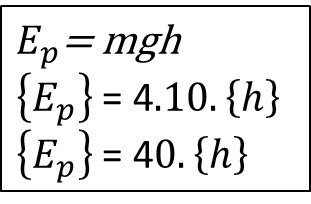 E_p = mgh
{E_p} = 4.10. {h}
{E_p} = 40. {h}